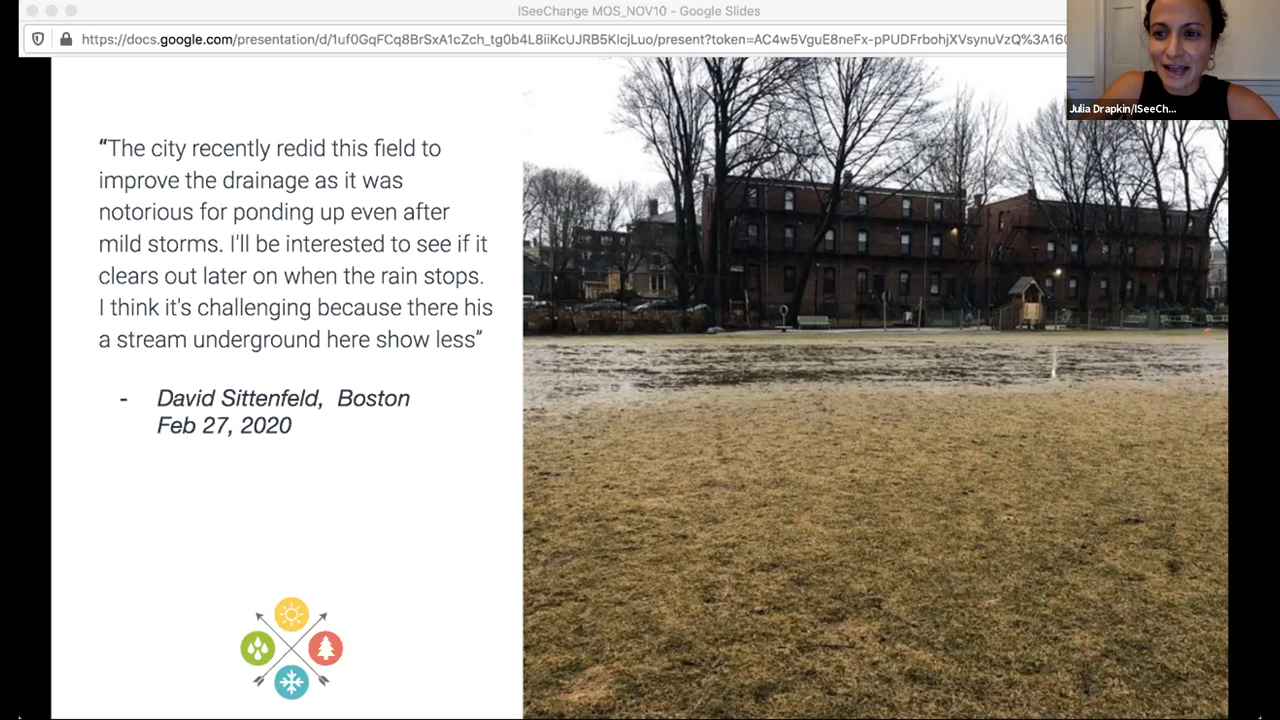 ISeeChange MOS_NOV10 - Google Slides
https://docs.google.com/presentation/d/1uf0GqFCq8BrSxA1cZch_tg0b4L8iiKcUJRB5KlcjLuo/present?token=AC4w5VguE8neFx-pPUDFrbohjXVsynuVzQ%3A160
Julia Drapkin/ISeeCh...
“The city recently redid this field to
improve the drainage as it was
notorious for ponding up even after
mild storms. I'll be interested to see if it
clears out later on when the rain stops.
I think it's challenging because there his
a stream underground here show less”
- David Sittenfeld, Boston
Feb 27, 2020